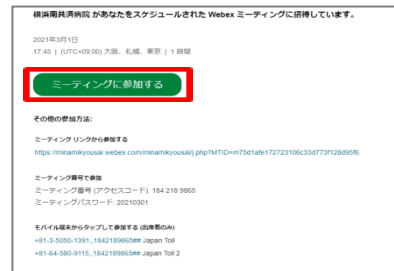 横浜南共済病院 があなたをスケジュールされた Webex ミーティングに招待しています。
2021年3月1日
17:45 | (UTC+09:00) 大阪、札幌、東京 | 1 時間
ミーティングに参加する
その他の参加方法:
ミーティング リンクから参加する
https://minamikyousai.webex.com/minamikyousai/j.php?MTID=m75d1afe172723106c33d773f128d95f6
ミーティング番号で参加
ミーティング番号 (アクセスコード): 184 218 9865
ミーティングパスワード: 20210301
モバイル端末からタップして参加する (出席者のみ)
+81-3-5050-1391,,1842189865## Japan Toll
+81-64-580-9115,,1842189865## Japan Toll 2